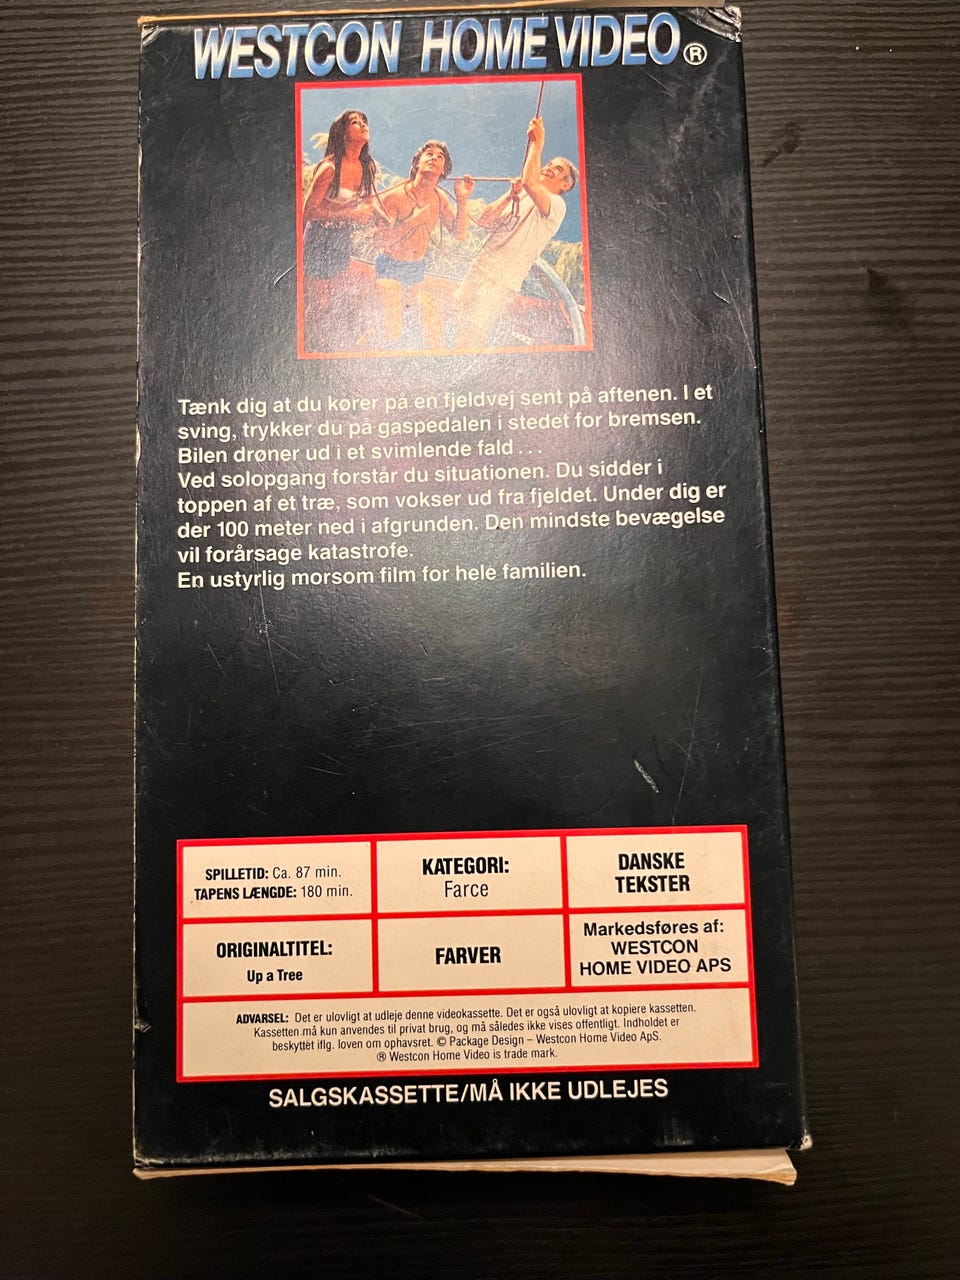 WESTCON HOME VIDEO®
Tænk dig at du kører på en fjeldvej sent på aftenen. I et
sving, trykker du på gaspedalen i stedet for bremsen.
Bilen drøner ud i et svimlende fald...
Ved solopgang forstår du situationen. Du sidder i
toppen af et træ, som vokser ud fra fjeldet. Under dig er
der 100 meter ned i afgrunden. Den mindste bevægelse
vil forårsage katastrofe.
En ustyrlig morsom film for hele familien.
SPILLETID: Ca. 87 min.
TAPENS LÆNGDE: 180 min.
KATEGORI:
Farce
DANSKE
TEKSTER
ORIGINALTITEL:
Up a Tree
FARVER
Markedsføres af:
WESTCON
HOME VIDEO APS
ADVARSEL: Det er ulovligt at udleje denne videokassette. Det er også ulovligt at kopiere kassetten.
Kassetten må kun anvendes til privat brug, og må således ikke vises offentligt. Indholdet er
beskyttet iflg. loven om ophavsret. © Package Design – Westcon Home Video ApS.
® Westcon Home Video is trade mark.
SALGSKASSETTE/MÅ IKKE UDLEJES